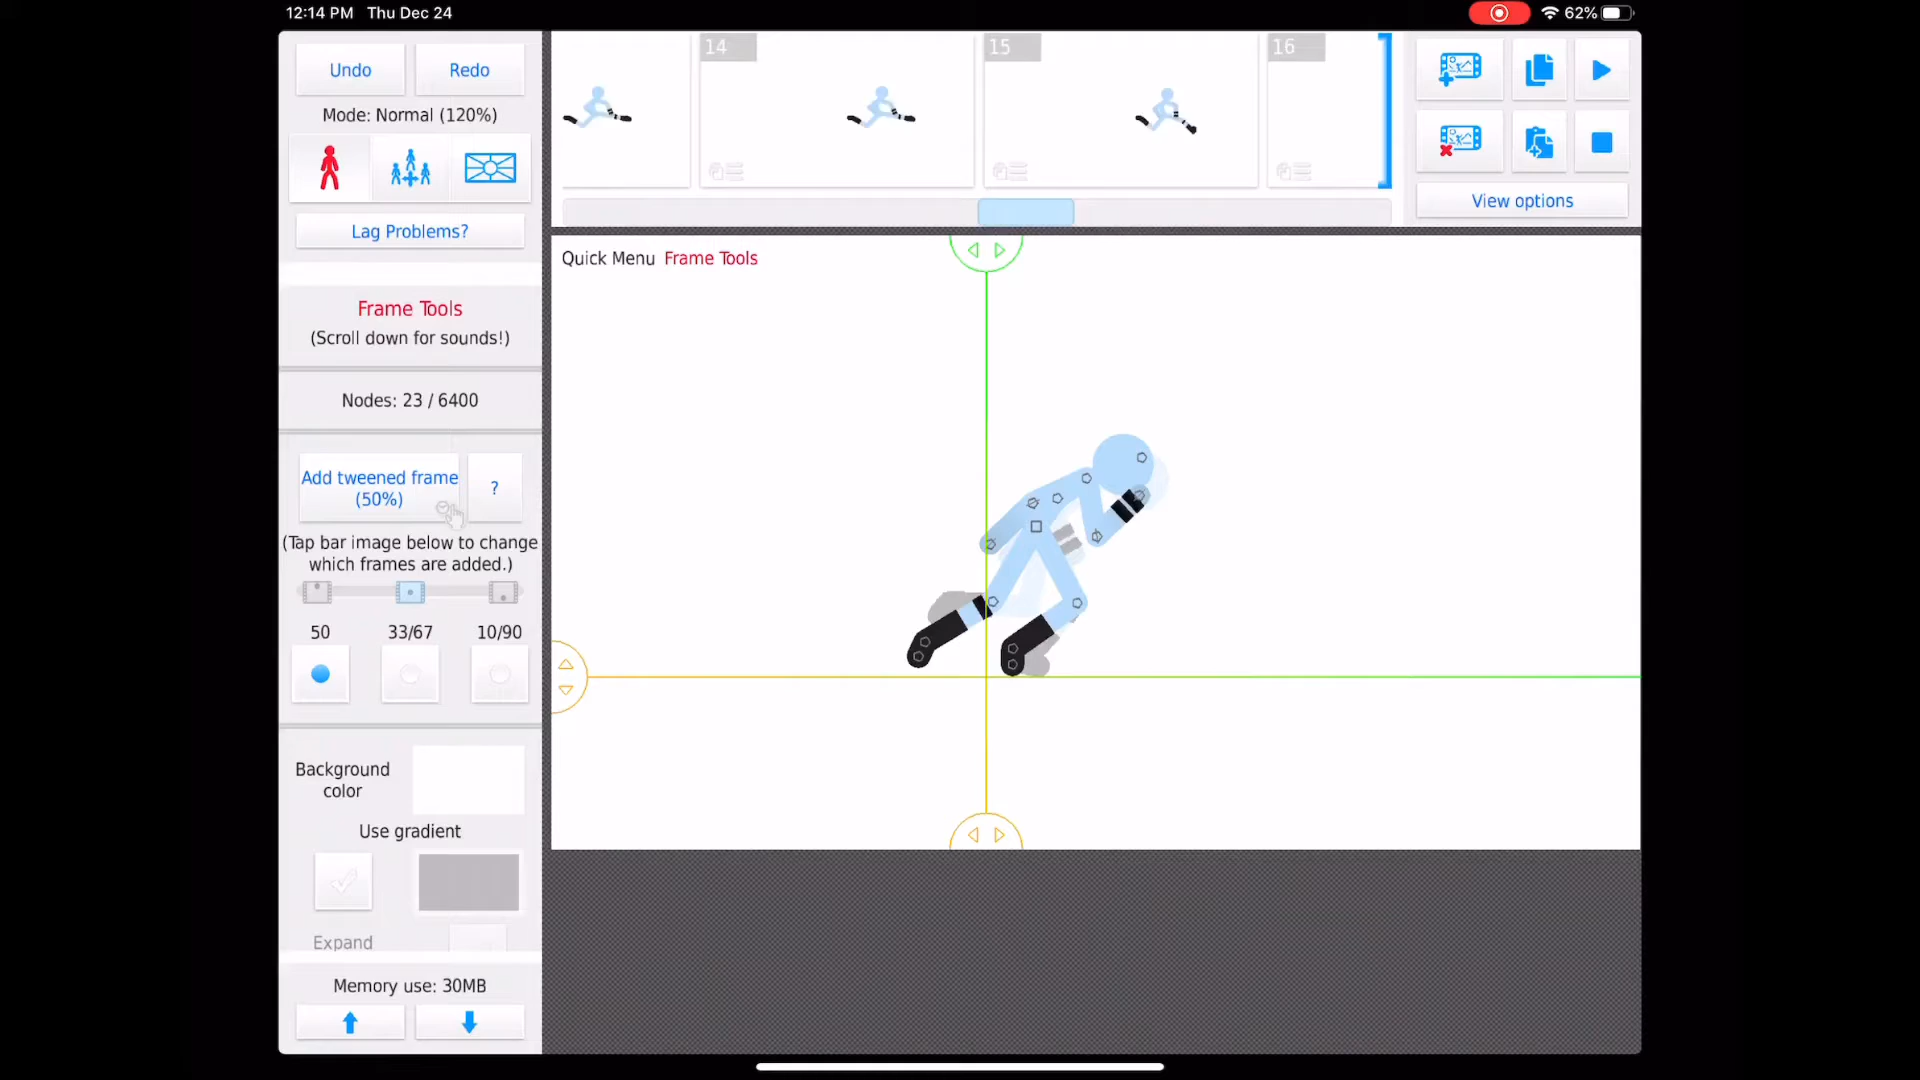 12:14 PM Thu Dec 24
62%
Undo
Redo
Mode: Normal (120%)
Lag Problems?
Frame Tools
(Scroll down for sounds!)
Nodes: 23 / 6400
Add tweened frame
(50%)
?
(Tap bar image below to change
which frames are added.)
50
33/67
10/90
Background
color
Use gradient
Expand
Memory use: 30MB
14
15
16
View options
Quick Menu Frame Tools